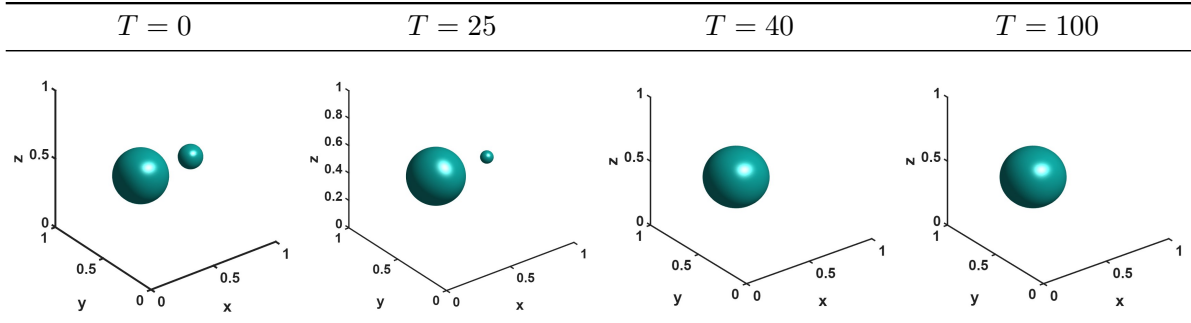 T = 0 T = 25 T = 40 T = 100
1 1 1 1
0.8
z 0.5 z 0.6 z 0.5 z 0.5
0.4
0.2
0 0 0 0
1 1 1 1 1 1 1 1
0.5 0.5 0.5 0.5 0.5 0.5 0.5 0.5
y 0 0 x y 0 0 x y 0 0 x y 0 0 x